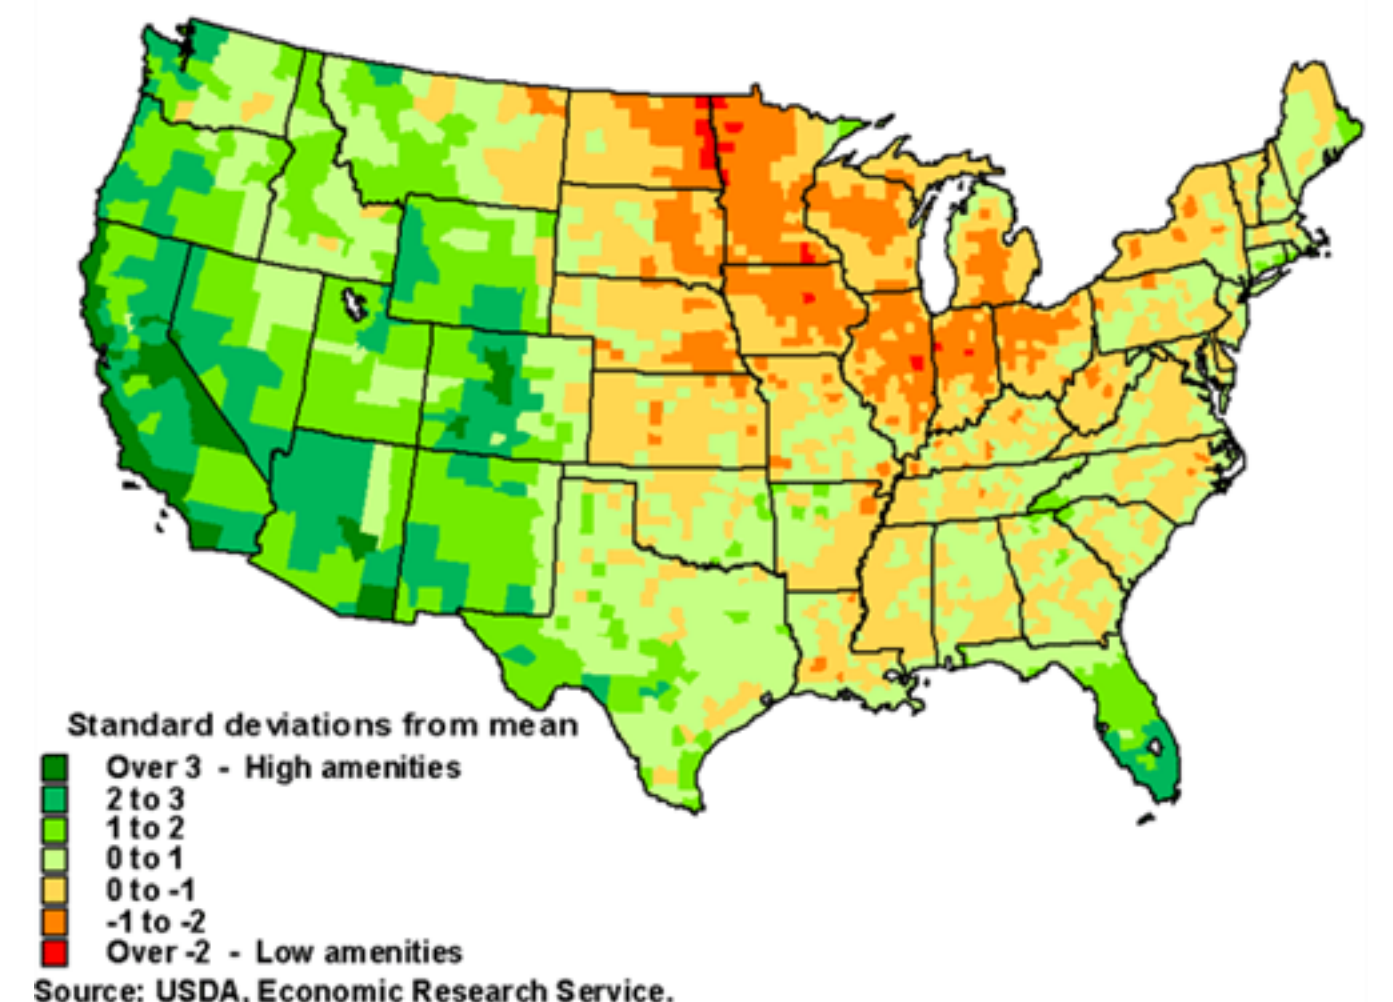 Standard deviations from mean
Over 3 - High amenities
2 to 3
1 to 2
0 to 1
0 to -1
-1 to -2
Over -2 - Low amenities
Source: USDA, Economic Research Service.